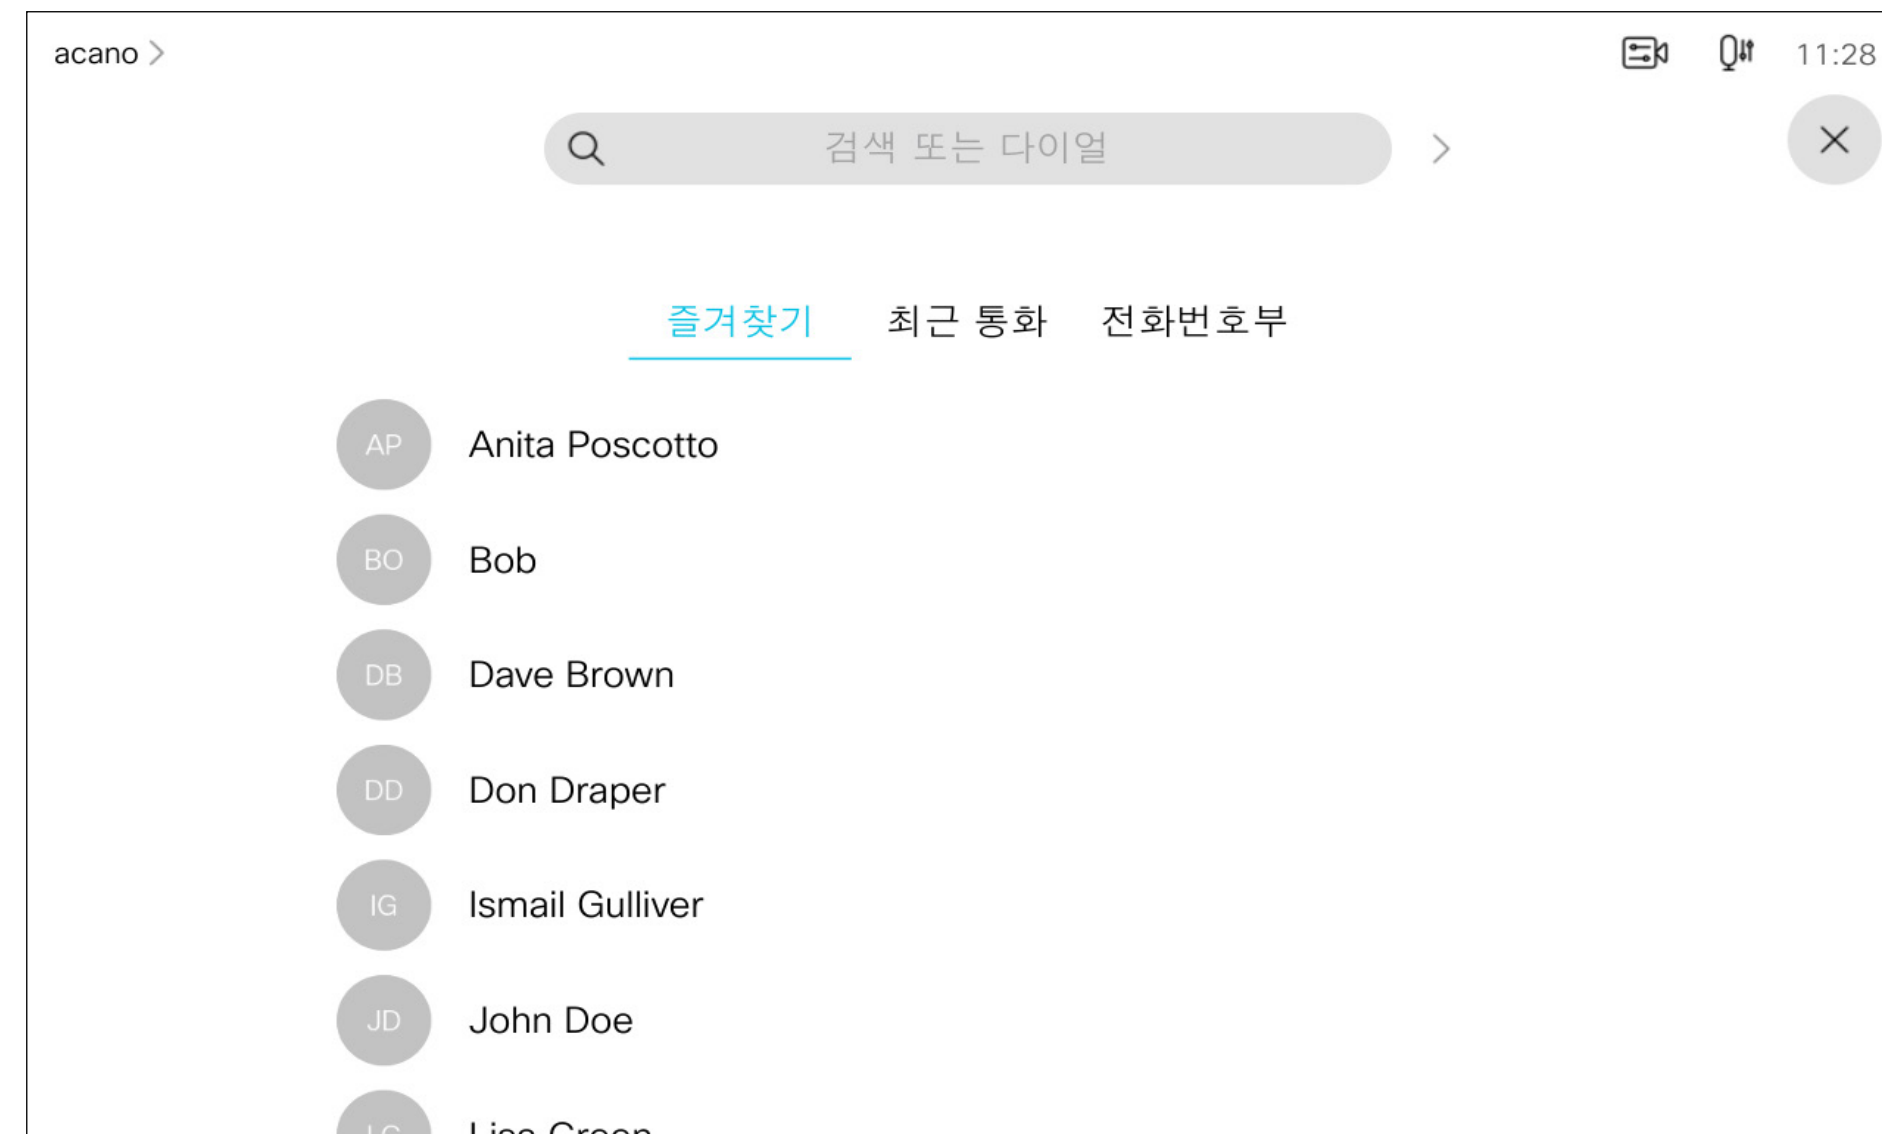 acano
11:28
검색 또는 다이얼
즐겨찾기 최근 통화 전화번호부
AP Anita Poscotto
BO Bob
DB Dave Brown
DD Don Draper
IG Ismail Gulliver
JD John Doe
Lisa Green